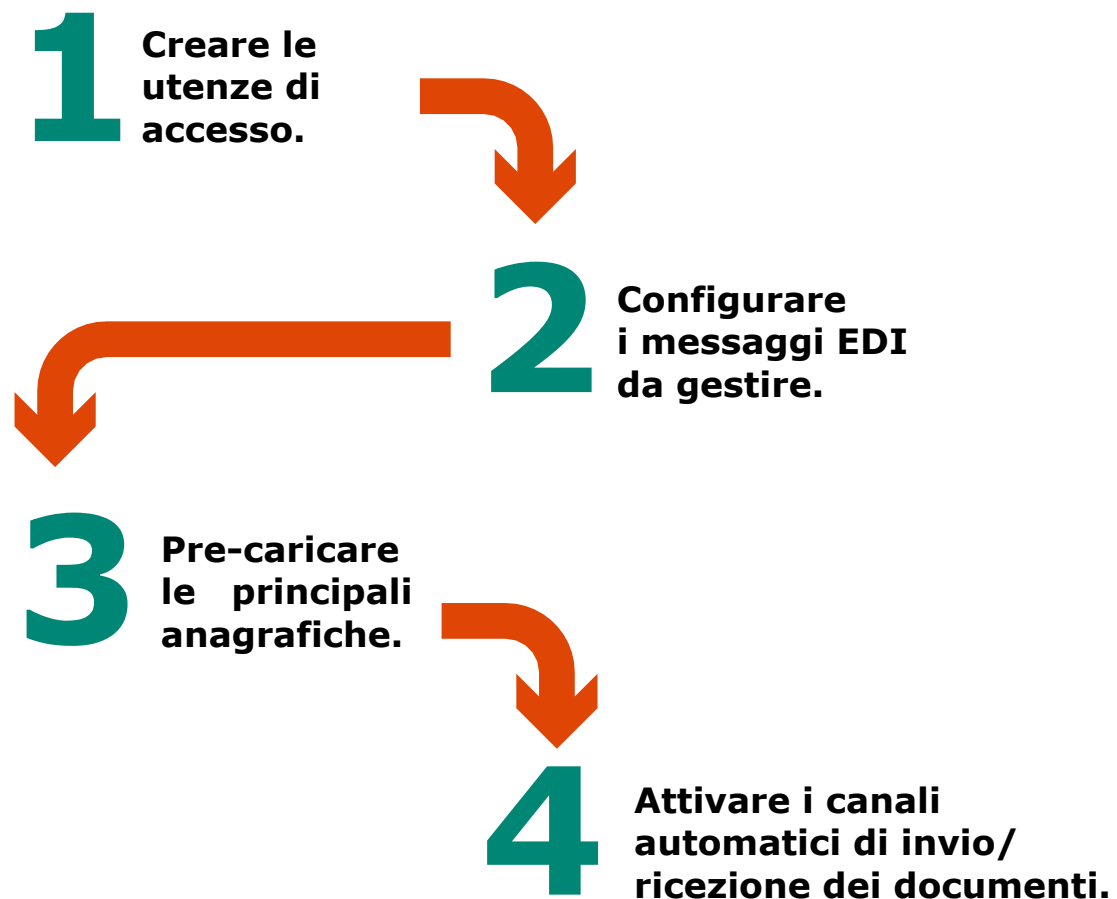 1
Creare le
utenze di
accesso.
2
Configurare
i messaggi EDI
da gestire.
3
Pre-caricare
le principali
anagrafiche.
4
Attivare i canali
automatici di invio/
ricezione dei documenti.